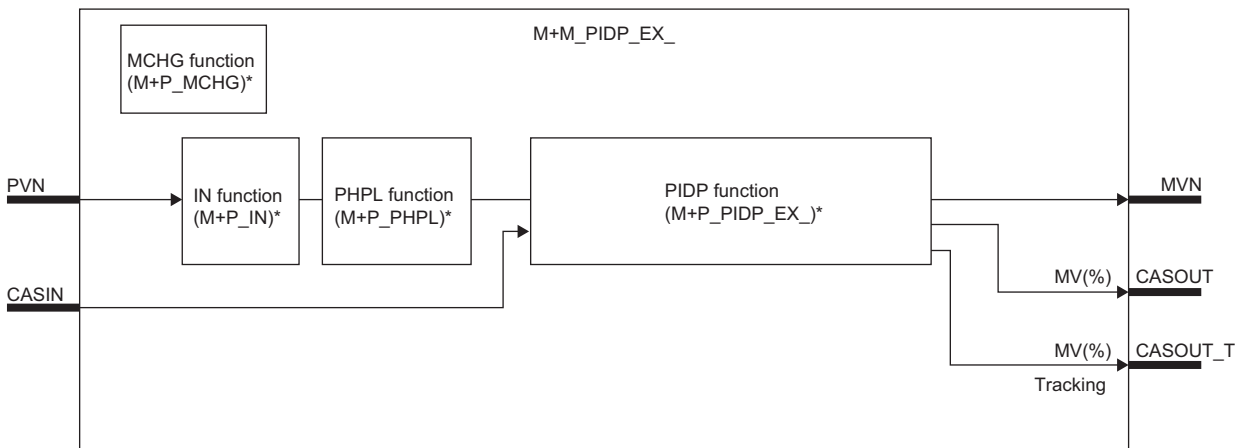 M+M_PIDP_EX_
MCHG function
(M+P_MCHG)*
PVN
IN function
(M+P_IN)*
PHPL function
(M+P_PHPL)*
PIDP function
(M+P_PIDP_EX_)*
MVN
CASIN
MV(%)
CASOUT
MV(%)
CASOUT_T
Tracking